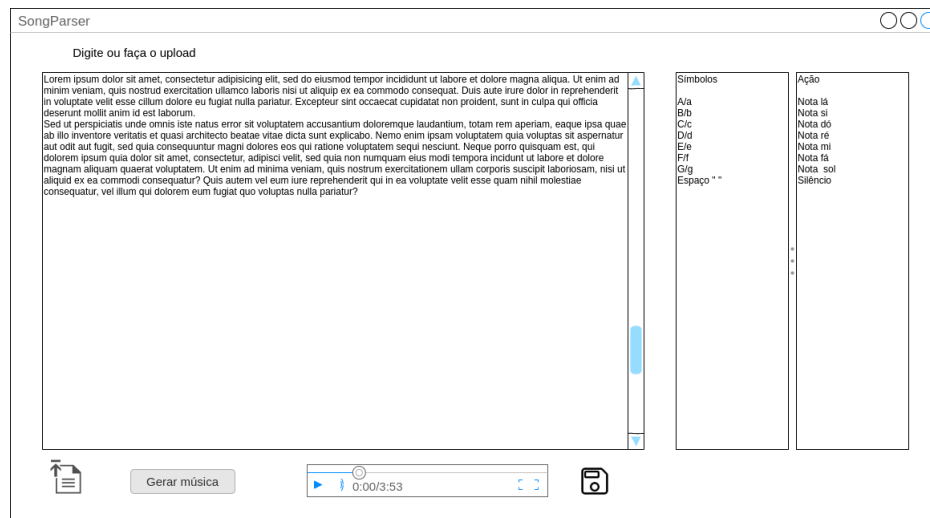 SongParser
Digite ou faça o upload
Lorem ipsum dolor sit amet, consectetur adipisicing elit, sed do eiusmod tempor incididunt ut labore et dolore magna aliqua. Ut enim ad
minim veniam, quis nostrud exercitation ullamco laboris nisi ut aliquip ex ea commodo consequat. Duis aute irure dolor in reprehenderit
in voluptate velit esse cillum dolore eu fugiat nulla pariatur. Excepteur sint occaecat cupidatat non proident, sunt in culpa qui officia
deserunt mollit anim id est laborum.
Sed ut perspiciatis unde omnis iste natus error sit voluptatem accusantium doloremque laudantium, totam rem aperiam, eaque ipsa quae
ab illo inventore veritatis et quasi architecto beatae vitae dicta sunt explicabo. Nemo enim ipsam voluptatem quia voluptas sit aspernatur
aut odit aut fugit, sed quia consequuntur magni dolores eos qui ratione voluptatem sequi nesciunt. Neque porro quisquam est, qui
dolorem ipsum quia dolor sit amet, consectetur, adipisci velit, sed quia non numquam eius modi tempora incidunt ut labore et dolore
magnam aliquam quaerat voluptatem. Ut enim ad minima veniam, quis nostrum exercitationem ullam corporis suscipit laboriosam, nisi ut
aliquid ex ea commodi consequatur? Quis autem vel eum iure reprehenderit qui in ea voluptate velit esse quam nihil molestiae
consequatur, vel illum qui dolorem eum fugiat quo voluptas nulla pariatur?
Símbolos
A/a
B/b
C/c
D/d
E/e
F/f
G/g
Espaço " "
Ação
Nota lá
Nota si
Nota dó
Nota ré
Nota mi
Nota fá
Nota sol
Silêncio
Gerar música
0:00/3:53